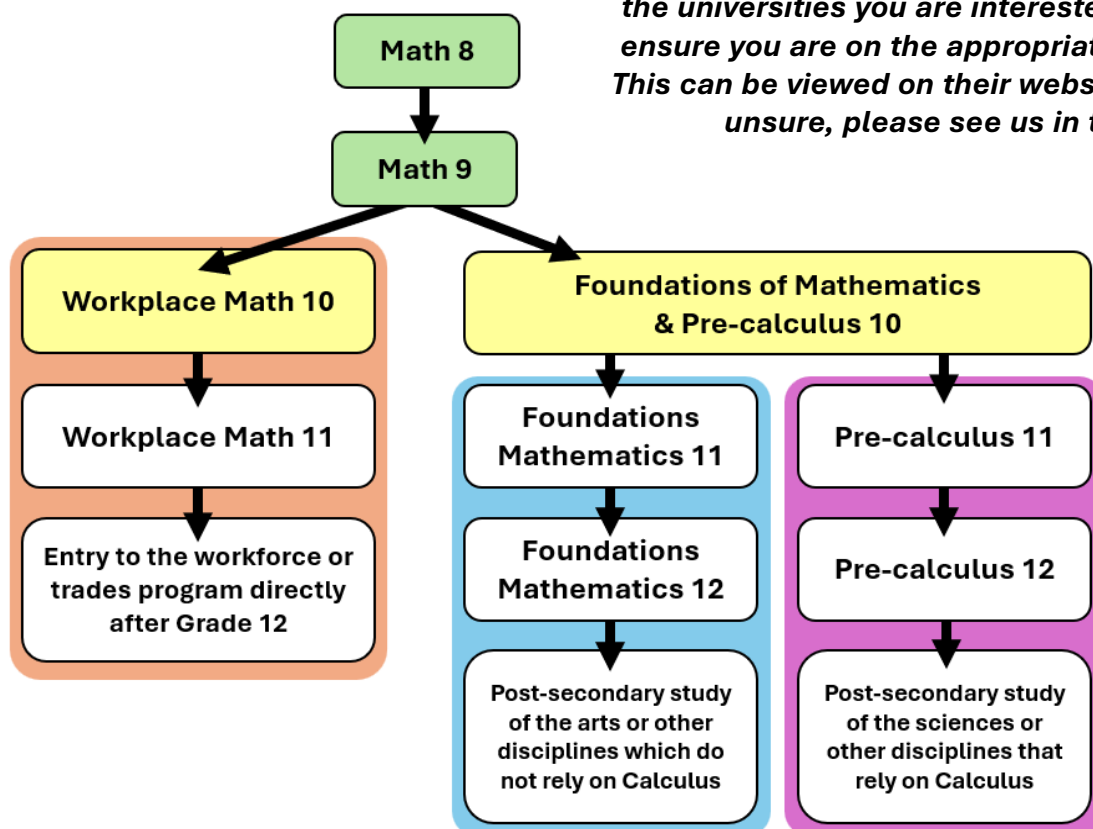 the universities you are intereste
ensure you are on the appropriat
This can be viewed on their webs
unsure, please see us in t
Math 8
Math 9
Workplace Math 10
Foundations of Mathematics
& Pre-calculus 10
Workplace Math 11
Foundations
Mathematics 11
Pre-calculus 11
Entry to the workforce or
trades program directly
after Grade 12
Foundations
Mathematics 12
Pre-calculus 12
Post-secondary study
of the arts or other
disciplines which do
not rely on Calculus
Post-secondary study
of the sciences or
other disciplines that
rely on Calculus